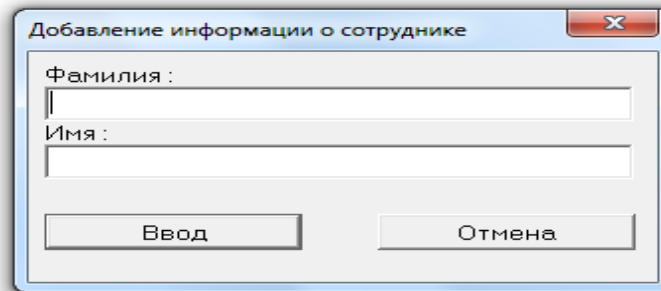 Добавление информации о сотруднике
Фамилия :
Имя :
Ввод
Отмена